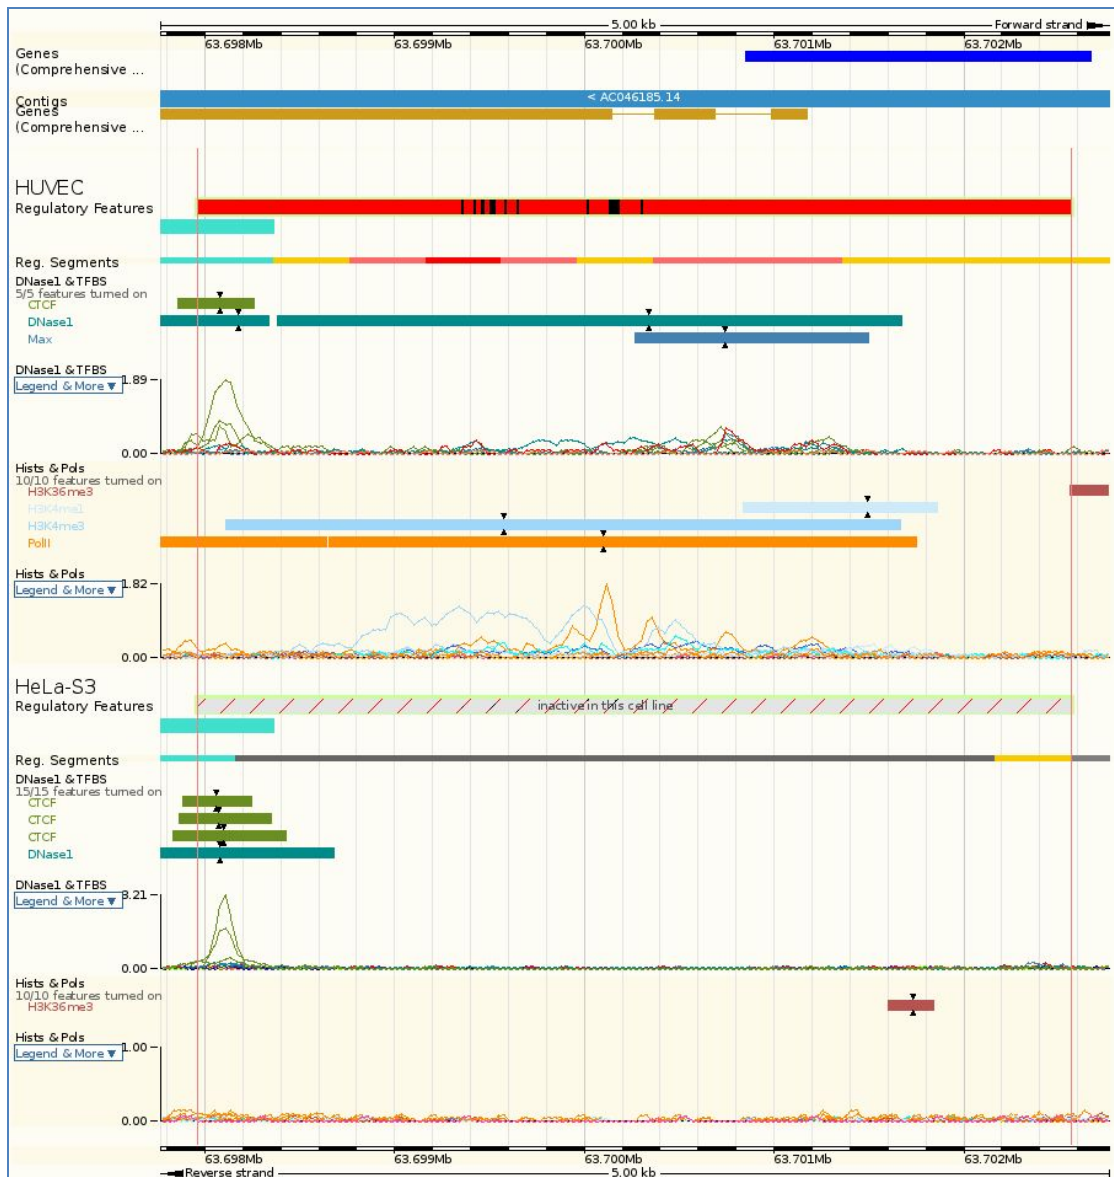 5.00 kb Forward strand
63.698Mb 63.699Mb 63.700Mb 63.701Mb 63.702Mb
Genes
(Comprehensive ...
Contigs < AC046185.14
Genes
(Comprehensive ...
HUVEC
Regulatory Features
Reg. Segments
DNase1 & TFBS
5/5 features turned on
CTCF
DNase1
Max
DNase1 & TFBS
Legend & More ▼ 1.89
0.00
Hists & Pols
10/10 features turned on
H3K36me3
H3K4me1
H3K4me3
PolII
Hists & Pols
Legend & More ▼ 1.82
0.00
HeLa-S3
Regulatory Features inactive in this cell line
Reg. Segments
DNase1 & TFBS
15/15 features turned on
CTCF
CTCF
CTCF
DNase1
DNase1 & TFBS
Legend & More ▼ 8.21
0.00
Hists & Pols
10/10 features turned on
H3K36me3
Hists & Pols
Legend & More ▼ 1.00
0.00
63.698Mb 63.699Mb 63.700Mb 63.701Mb 63.702Mb
Reverse strand 5.00 kb